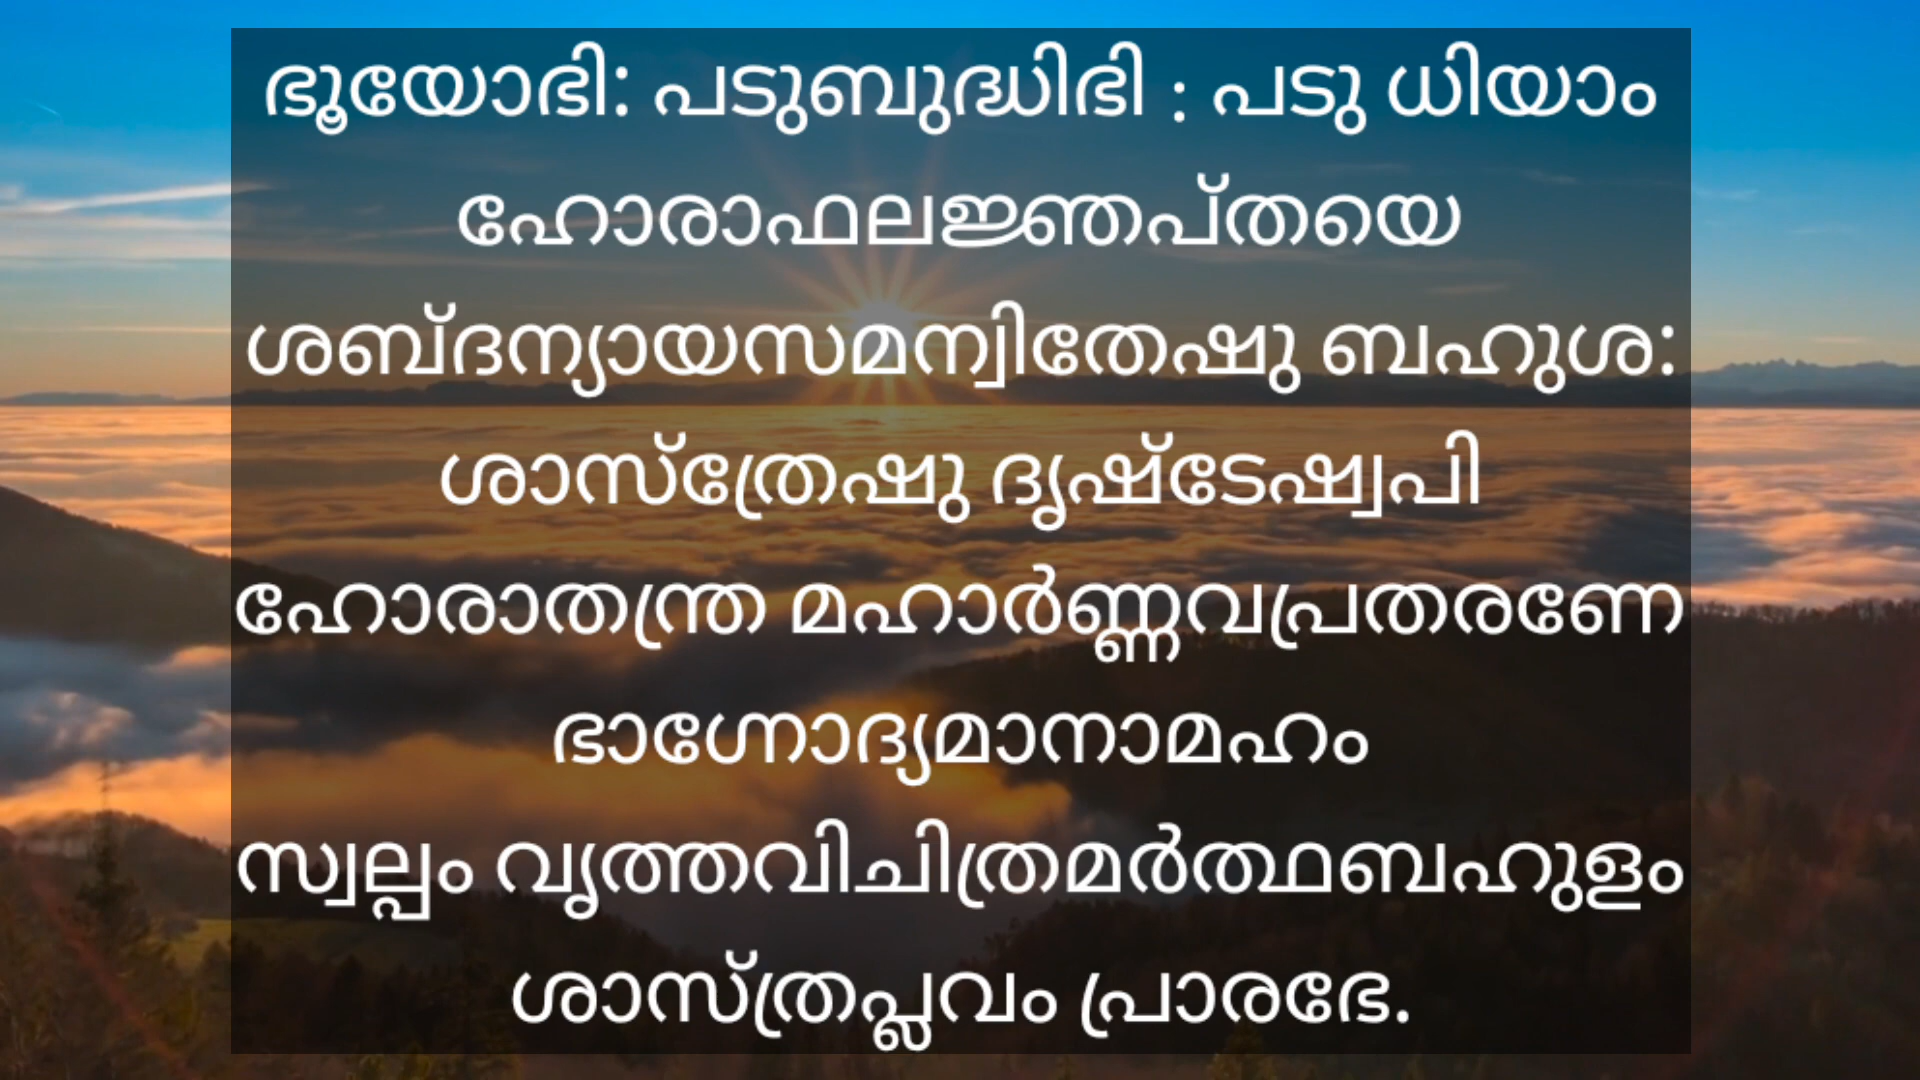 ഭൂയോഭി: പടുബുദ്ധിഭി : പടു ധിയാം
ഹോരാഫലജ്ഞപ്തയെ
ശബ്ദന്യായസമന്വിതേഷു ബഹുശ:
ശാസ്ത്രേഷു ദൃഷ്ടേഷ്വപി
ഹോരാതന്ത്ര മഹാർണ്ണവപ്രതരണേ
ഭാഗ്നോദ്യമാനാമഹം
സ്വല്പം വൃത്തവിചിത്രമർത്ഥബഹുളം
ശാസ്ത്രപ്ലവം പ്രാരഭേ.